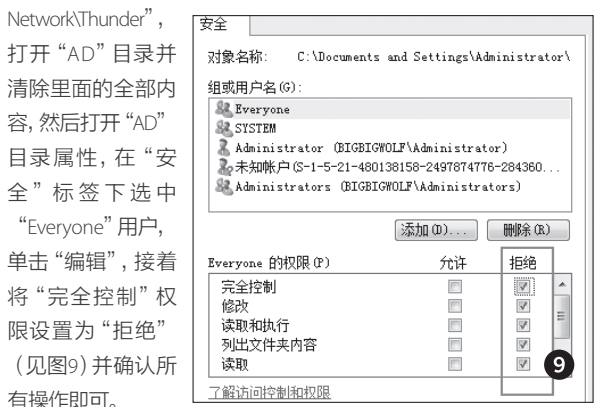 Network\Thunder”，
打开“AD”目录并
清除里面的全部内
容，然后打开“AD”
目录属性，在“安
全”标签下选中
“Everyone”用户，
单击“编辑”，接着
将“完全控制”权
限设置为“拒绝”
（见图9）并确认所
有操作即可。
安全
对象名称： C:\Documents and Settings\Administrator\
组或用户名(G)：
Everyone
SYSTEM
Administrator (BIGBIGWOLF\Administrator)
未知帐户(S-1-5-21-480138158-2497874776-284360...
Administrators (BIGBIGWOLF\Administrators)
添加(D)... 删除(R)
Everyone 的权限(P) 允许 拒绝
完全控制
修改
读取和执行
列出文件夹内容
读取
9
了解访问控制和权限